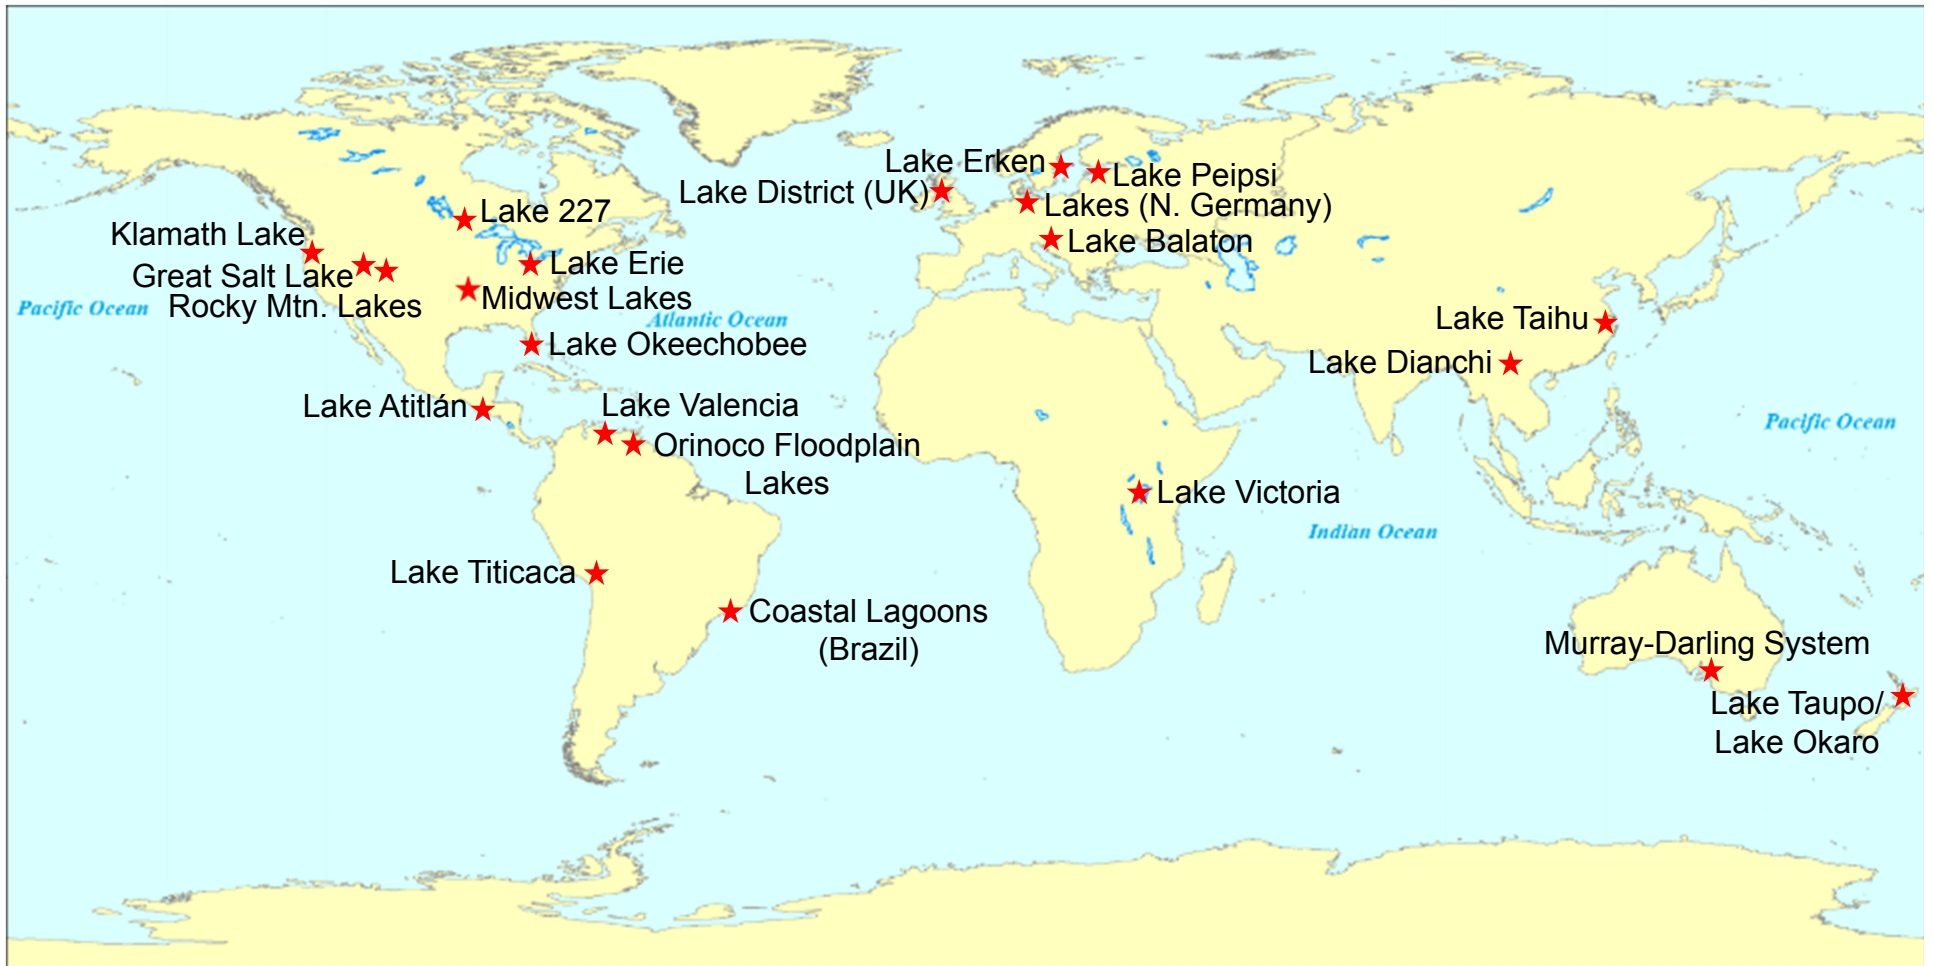 Lake Erken
Lake Peipsi
Lake District (UK)
Lakes (N. Germany)
Lake 227
Klamath Lake
Lake Balaton
Lake Erie
Great Salt Lake
Midwest Lakes
Rocky Mtn. Lakes
Pacific Ocean
Atlantic Ocean
Lake Taihu
Lake Okeechobee
Lake Dianchi
Lake Atitlán
Lake Valencia
Pacific Ocean
Orinoco Floodplain
Lakes
Lake Victoria
Indian Ocean
Lake Titicaca
Coastal Lagoons
(Brazil)
Murray-Darling System
Lake Taupo/
Lake Okaro